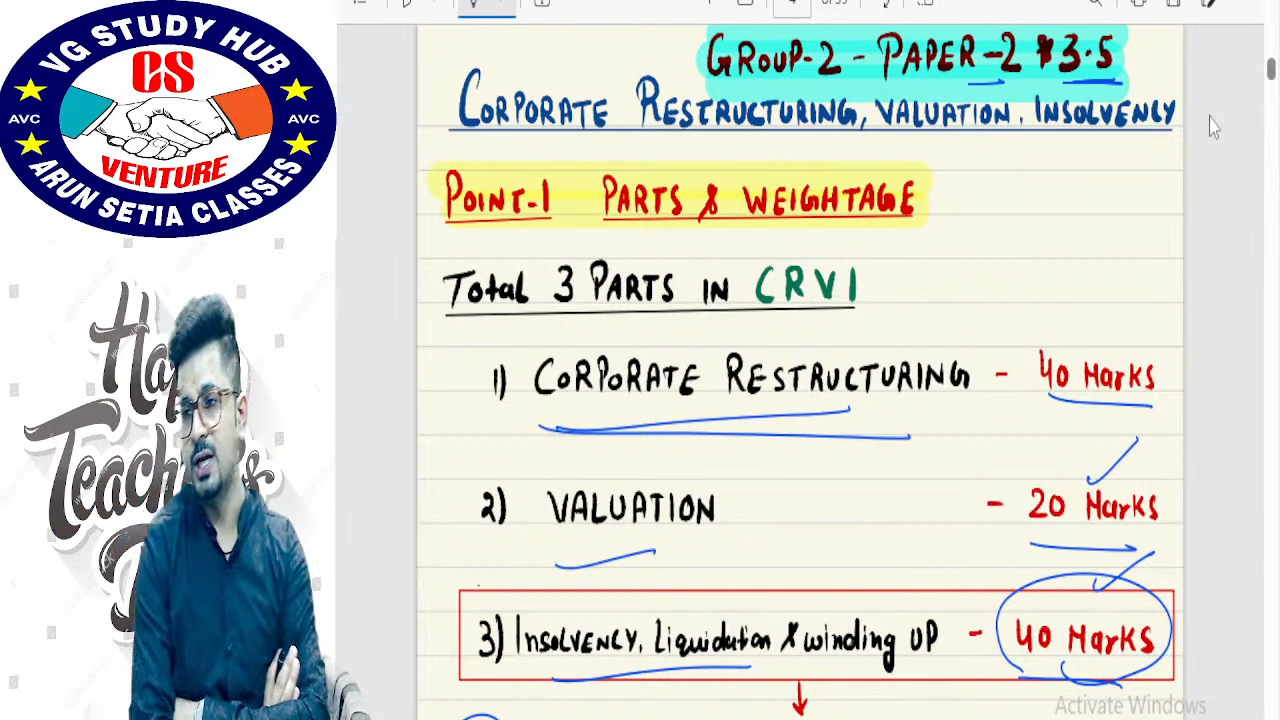 VG STUDY HUB
CS
AVC
AVC
VENTURE
ARUN SETIA CLASSES
GROUP-2 - PAPER-2 * 3.5
CORPORATE RESTRUCTURING, VALUATION. INSOLVENCY
POINT-1 PARTS & WEIGHTAGE
Total 3 PARTS IN CRVI
1) CORPORATE RESTRUCTURING - 40 Marks
2) VALUATION - 20 Marks
3) Insolvency, Liquidation & winding UP - 40 Marks
Activate Windows